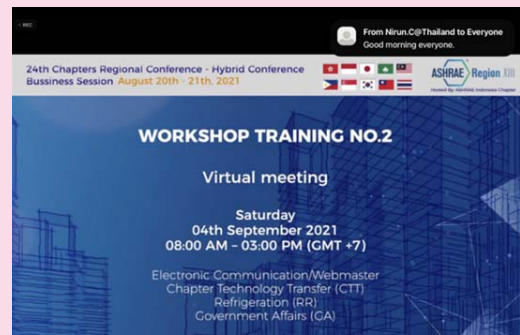 REC
From Nirun.C@Thailand to Everyone
Good morning everyone.
24th Chapters Regional Conference - Hybrid Conference
Bussiness Session August 20th - 21th, 2021
ASHRAE Region XIII
Hosted By ASHRAE Indonesia Chapter
WORKSHOP TRAINING NO.2
Virtual meeting
Saturday
04th September 2021
08:00 AM – 03:00 PM (GMT +7)
Electronic Communication/Webmaster
Chapter Technology Transfer (CTT)
Refrigeration (RR)
Government Affairs (GA)